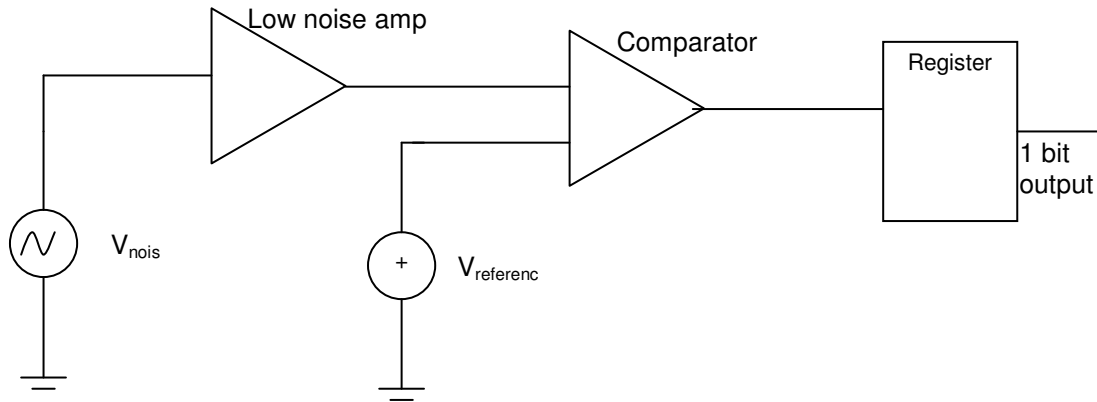 Low noise amp
Comparator
Register
1 bit
output
V_nois
+
V_referenc